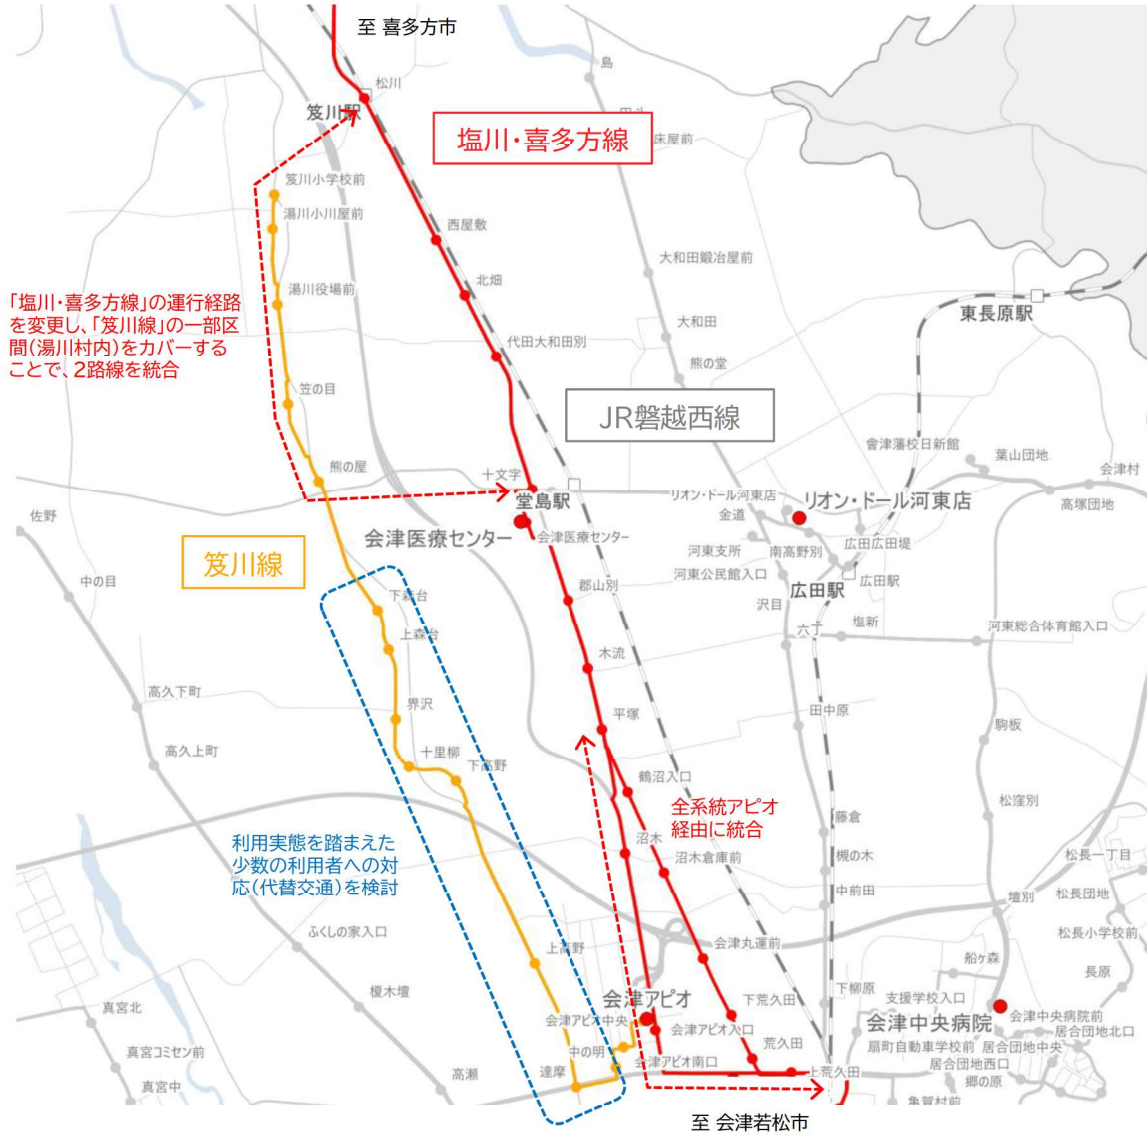 至 喜多方市
松川
笈川駅
島
塩川・喜多方線
床屋前
笈川小学校前
湯川小川屋前
西屋敷
大和田鍛冶屋前
北畑
湯川役場前
「塩川・喜多方線」の運行経路
を変更し、「笈川線」の一部区
間(湯川村内)をカバーする
ことで、2路線を統合
東長原駅
大和田
代田大和田別
熊の堂
笠の目
JR磐越西線
會津藩校日新館
葉山団地
会津村
熊の屋
十文字
堂島駅
リオン・ドール河東店
リオン・ドール河東店
高塚団地
金道
佐野
会津医療センター
会津医療センター
河東支所
南高野別
広田広田堤
笈川線
河東公民館入口
広田駅
広田駅
中の目
下森台
郡山別
沢目
上森台
六丁
塩新
河東総合体育館入口
木流
高久下町
界沢
平塚
田中原
駒板
高久上町
十里柳
下高野
鶴沼入口
全系統アピオ
経由に統合
松窪別
藤倉
利用実態を踏まえた
少数の利用者への対
応(代替交通)を検討
沼木
沼木倉庫前
槻の木
松長一丁目
中前田
松長団地
壇別
ふくしの家入口
上高野
会津丸運前
松長小学校前
船ヶ森
長原
榎木壇
会津アピオ
下荒久田
下柳原
支援学校入口
真宮北
会津アピオ中央
会津アピオ入口
会津中央病院
会津中央病院前
居合団地北口
荒久田
扇町自動車学校前
居合団地中央
真宮コミセン前
中の明
会津アピオ南口
居合団地西口
達摩
上荒久田
高瀬
郷の原
真宮中
亀賀村前
至 会津若松市